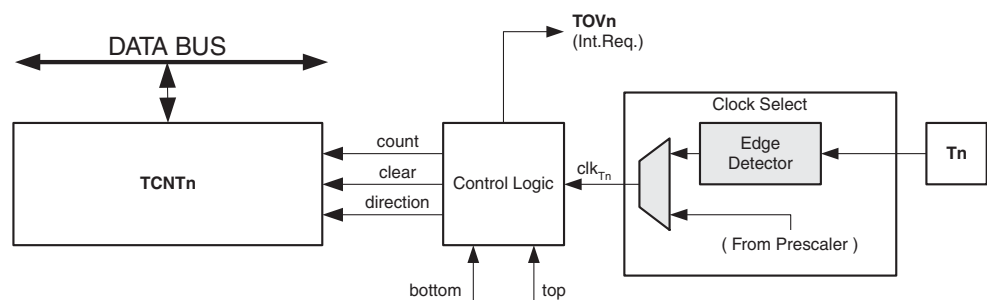 TOVn
(Int.Req.)
DATA BUS
Clock Select
TCNTn
count
clear
direction
Control Logic
clkTn
Edge
Detector
Tn
( From Prescaler )
bottom
top